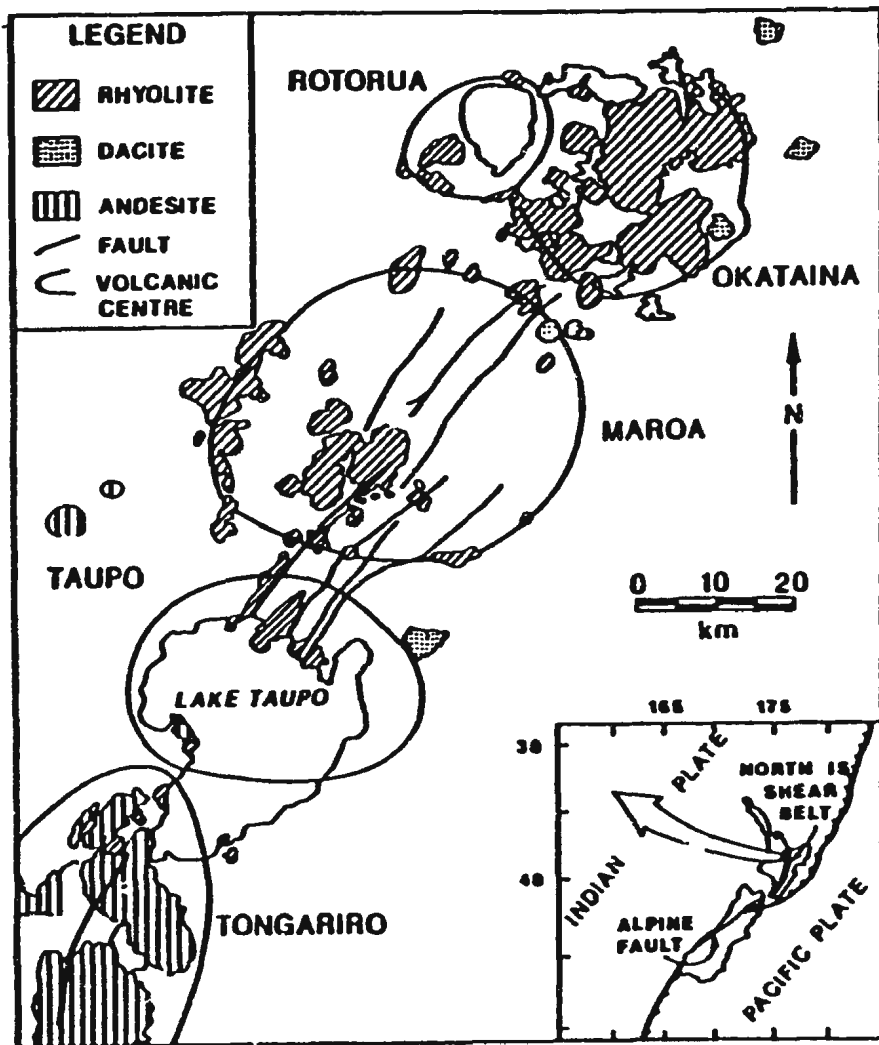 LEGEND
RHYOLITE
DACITE
ANDESITE
FAULT
VOLCANIC
CENTRE
ROTORUA
OKATAINA
N
MAROA
TAUPO
0 10 20
km
LAKE TAUPO
TONGARIRO
165 175
38
40
INDIAN PLATE
NORTH IS
SHEAR
BELT
ALPINE
FAULT
PACIFIC PLATE